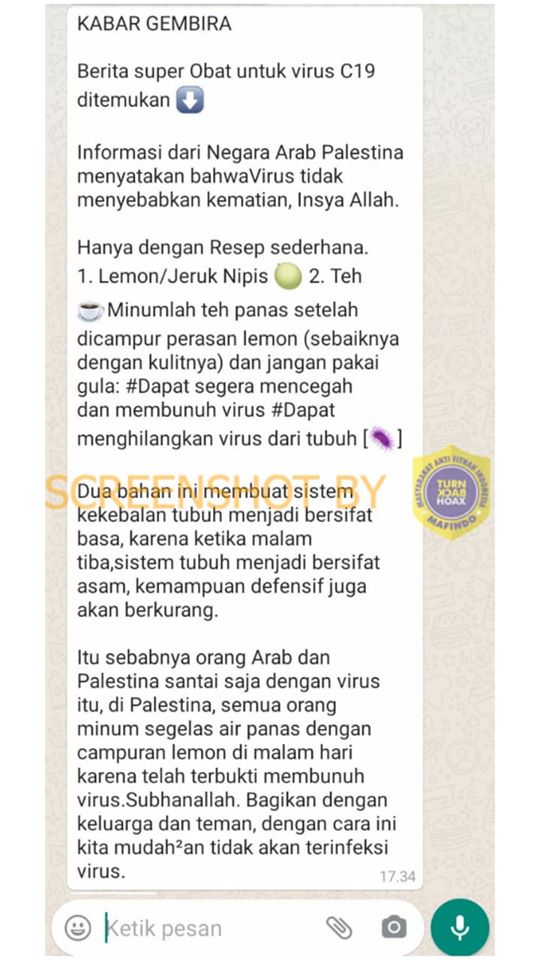 KABAR GEMBIRA
Berita super Obat untuk virus C19
ditemukan ⬇️
Informasi dari Negara Arab Palestina
menyatakan bahwaVirus tidak
menyebabkan kematian, Insya Allah.
Hanya dengan Resep sederhana.
1. Lemon/Jeruk Nipis 🍈 2. Teh
☕Minumlah teh panas setelah
dicampur perasan lemon (sebaiknya
dengan kulitnya) dan jangan pakai
gula: #Dapat segera mencegah
dan membunuh virus #Dapat
menghilangkan virus dari tubuh [🦠]
SCREENSHOT BY
MASYARAKAT ANTI FITNAH INDONESIA
TURN
BACK
HOAX
MAFINDO
Dua bahan ini membuat sistem
kekebalan tubuh menjadi bersifat
basa, karena ketika malam
tiba,sistem tubuh menjadi bersifat
asam, kemampuan defensif juga
akan berkurang.
Itu sebabnya orang Arab dan
Palestina santai saja dengan virus
itu, di Palestina, semua orang
minum segelas air panas dengan
campuran lemon di malam hari
karena telah terbukti membunuh
virus.Subhanallah. Bagikan dengan
keluarga dan teman, dengan cara ini
kita mudah²an tidak akan terinfeksi
virus.
17.34
Ketik pesan